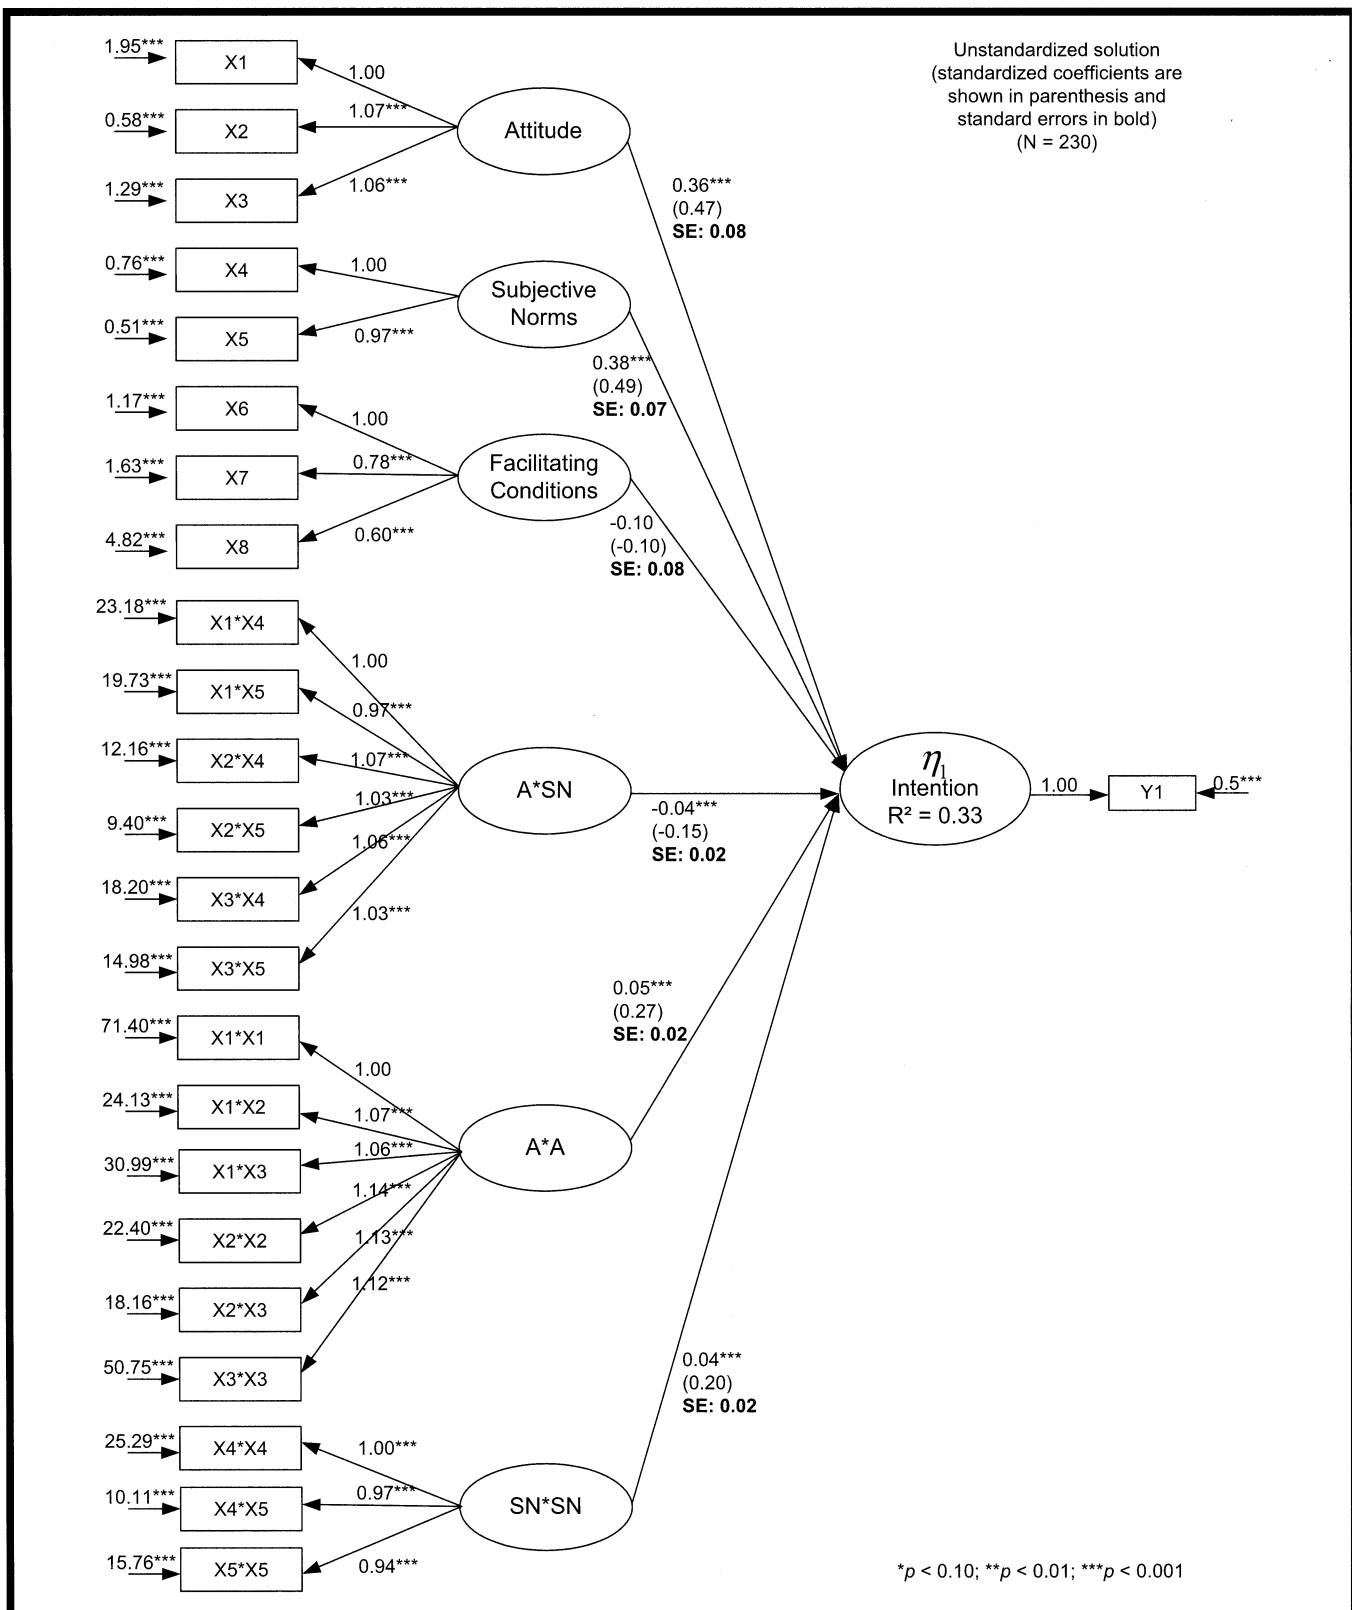 Unstandardized solution
(standardized coefficients are
shown in parenthesis and
standard errors in bold)
(N = 230)
1.95***
X1
1.00
0.58***
X2
1.07***
1.29***
X3
1.06***
Attitude
0.36***
(0.47)
SE: 0.08
0.76***
X4
1.00
0.51***
X5
0.97***
Subjective
Norms
0.38***
(0.49)
SE: 0.07
1.17***
X6
1.00
1.63***
X7
0.78***
4.82***
X8
0.60***
Facilitating
Conditions
-0.10
(-0.10)
SE: 0.08
23.18***
X1*X4
1.00
19.73***
X1*X5
0.97***
12.16***
X2*X4
1.07***
9.40***
X2*X5
1.03***
18.20***
X3*X4
1.06***
14.98***
X3*X5
1.03***
A*SN
-0.04***
(-0.15)
SE: 0.02
η1
Intention
R² = 0.33
1.00
Y1
0.5***
71.40***
X1*X1
1.00
24.13***
X1*X2
1.07***
30.99***
X1*X3
1.06***
22.40***
X2*X2
1.14***
18.16***
X2*X3
1.13***
50.75***
X3*X3
1.12***
A*A
0.05***
(0.27)
SE: 0.02
25.29***
X4*X4
1.00***
10.11***
X4*X5
0.97***
15.76***
X5*X5
0.94***
SN*SN
0.04***
(0.20)
SE: 0.02
*p < 0.10; **p < 0.01; ***p < 0.001